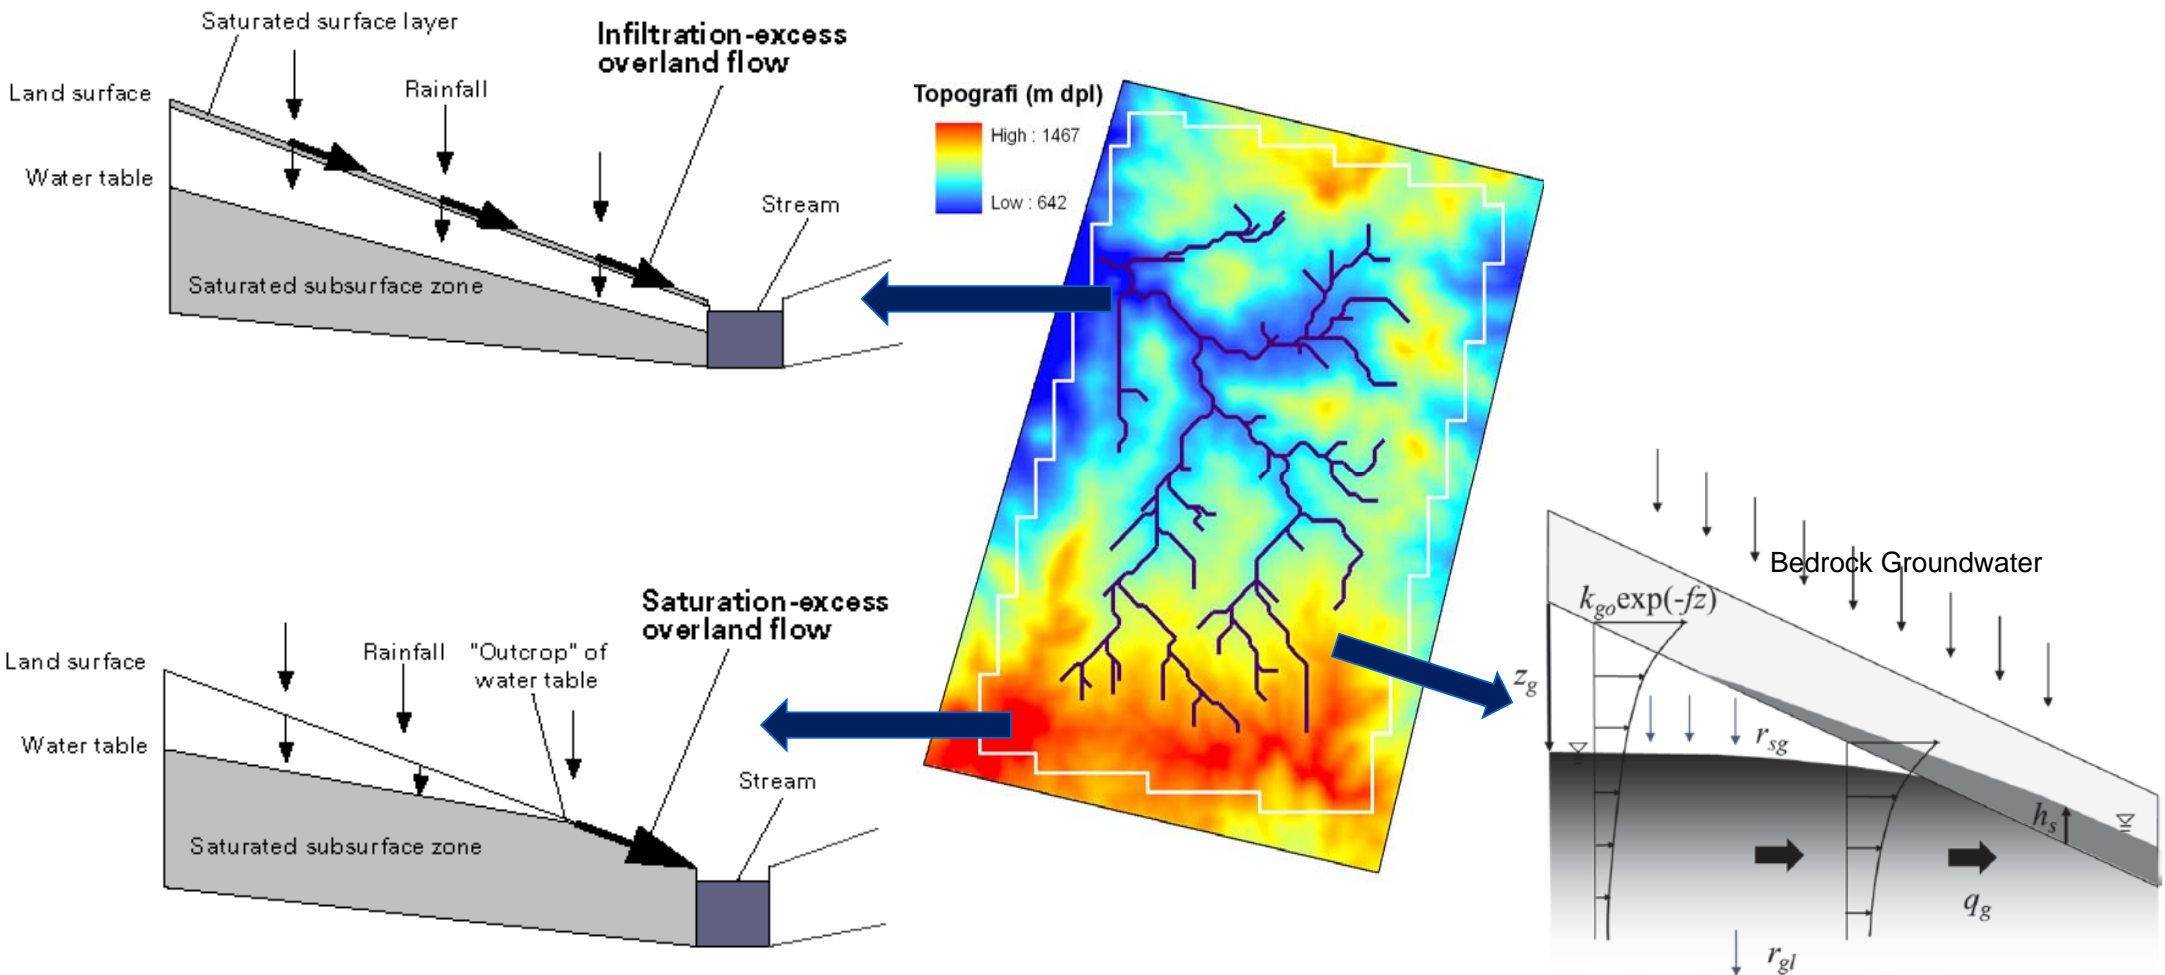 Saturated surface layer
Infiltration-excess
overland flow
Rainfall
Land surface
Water table
Stream
Saturated subsurface zone
Topografi (m dpl)
High : 1467
Low : 642
Saturation-excess
overland flow
Rainfall
"Outcrop" of
water table
Land surface
Water table
Stream
Saturated subsurface zone
Bedrock Groundwater
k_go exp(-fz)
z_g
r_sg
h_s
q_g
r_gl